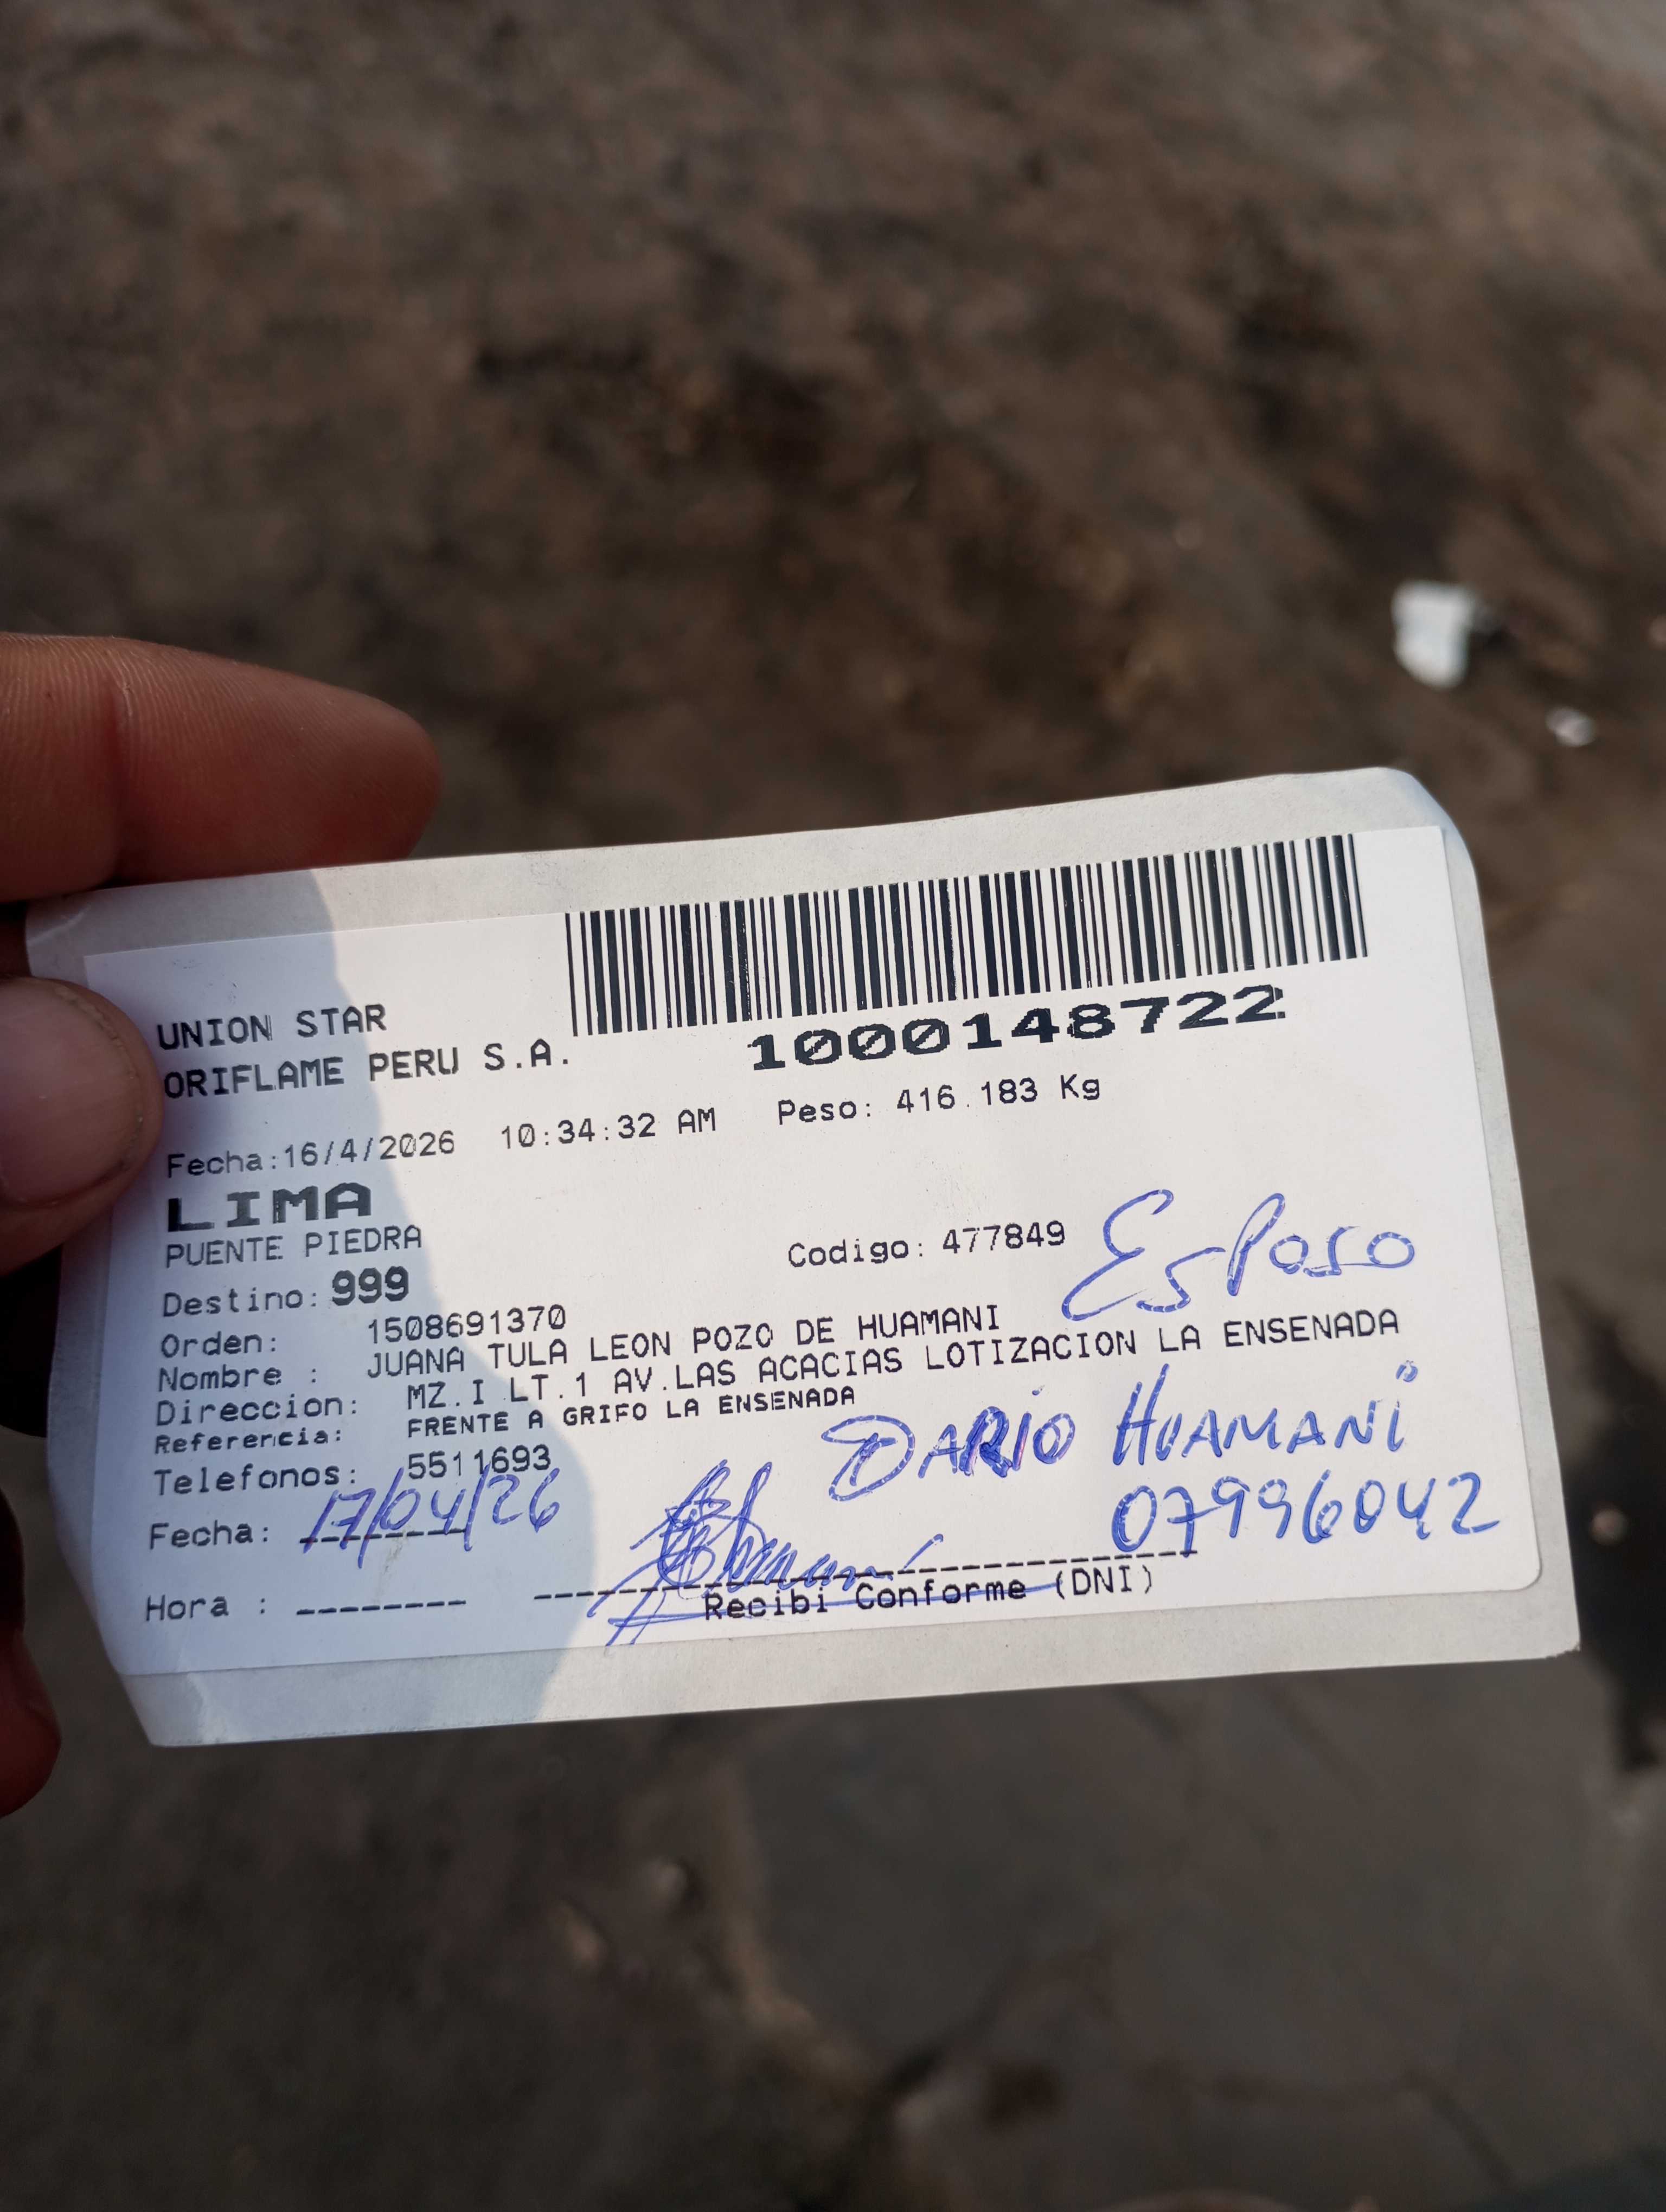 UNION STAR
ORIFLAME PERU S.A.
1000148722
Fecha:16/4/2026 10:34:32 AM Peso: 416.183 Kg
LIMA
PUENTE PIEDRA
Codigo: 477849 Esposo
Destino: 999
Orden: 1508691370
Nombre : JUANA TULA LEON POZO DE HUAMANI
Direccion: MZ.I LT.1 AV.LAS ACACIAS LOTIZACION LA ENSENADA
Referencia: FRENTE A GRIFO LA ENSENADA
Telefonos: 5511693
DARIO HUAMANI
Fecha: 17/04/26 07996042
Hora :
Recibi Conforme (DNI)